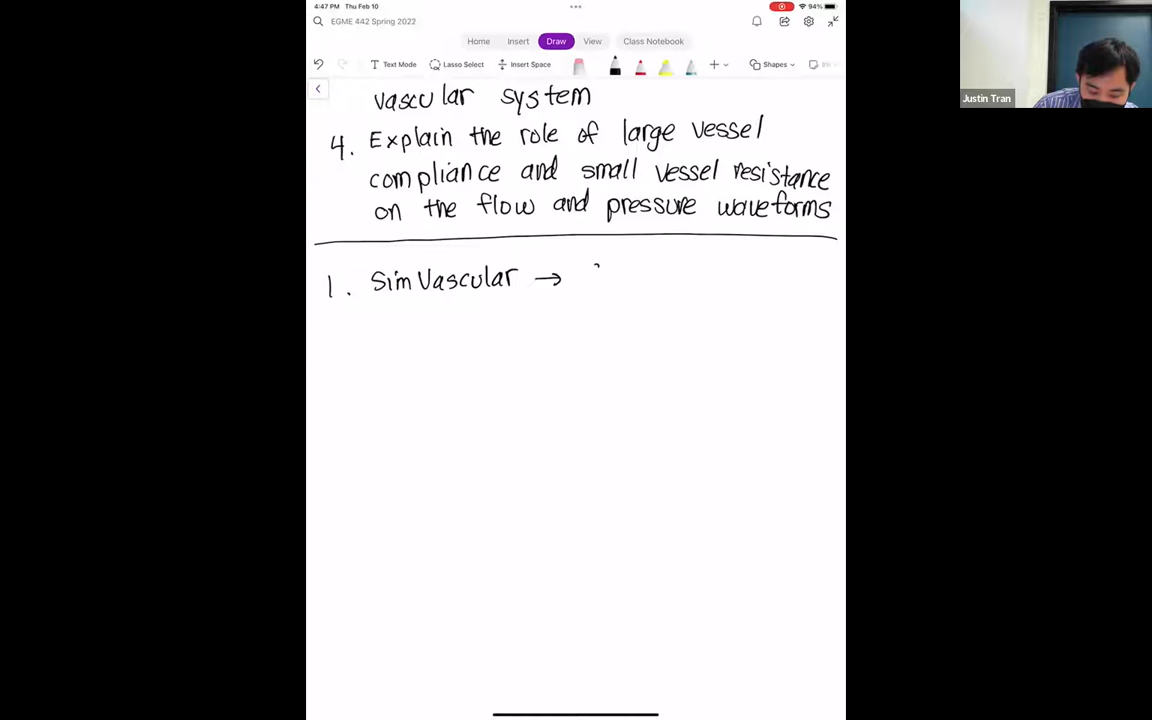 4:47 PM Thu Feb 10
94%
EGME 442 Spring 2022
Home Insert Draw View Class Notebook
Text Mode Lasso Select Insert Space Shapes
Justin Tran
vascular system
4. Explain the role of large vessel
compliance and small vessel resistance
on the flow and pressure waveforms
1. SimVascular →